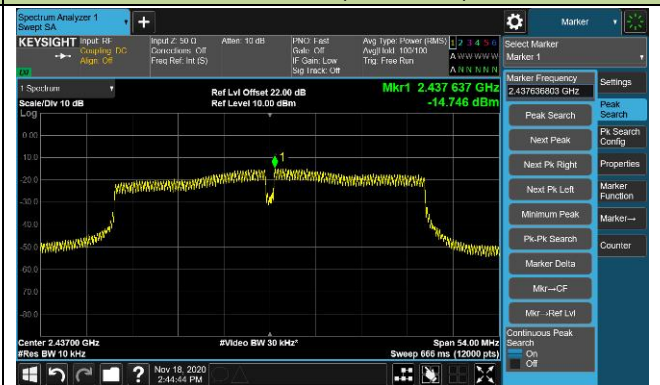 Spectrum Analyzer 1
Swept SA
+
Marker
KEYSIGHT
Input: RF
Coupling: DC
Align: Off
Input Z: 50 Ω
Corrections: Off
Freq Ref: Int (S)
Atten: 10 dB
PNO: Fast
Gate: Off
IF Gain: Low
Sig Track: Off
Avg Type: Power (RMS)
Avg|Hold: 100/100
Trig: Free Run
1 2 3 4 5 6
A W W W W W
A N N N N N
Select Marker
Marker 1
1 Spectrum
Scale/Div 10 dB
Log
Ref Lvl Offset 22.00 dB
Ref Level 10.00 dBm
Mkr1 2.437 637 GHz
-14.746 dBm
Marker Frequency
2.437636803 GHz
Peak Search
Next Peak
Next Pk Right
Next Pk Left
Minimum Peak
Pk-Pk Search
Marker Delta
Mkr→CF
Mkr→Ref Lvl
Continuous Peak
Search
On
Off
Settings
Peak
Search
Pk Search
Config
Properties
Marker
Function
Marker→
Counter
0.00
-10.0
-20.0
-30.0
-40.0
-50.0
-60.0
-70.0
-80.0
1
Center 2.43700 GHz
#Res BW 10 kHz
#Video BW 30 kHz*
Span 54.00 MHz
Sweep 666 ms (12000 pts)
?
Nov 18, 2020
2:44:44 PM